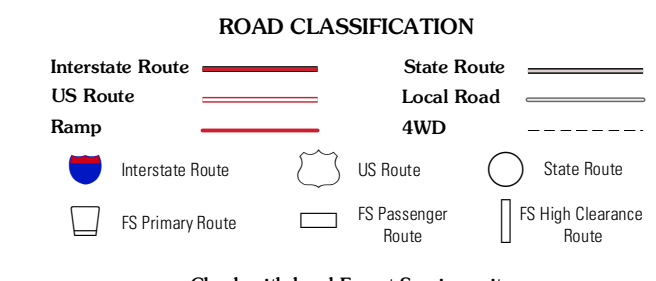 ROAD CLASSIFICATION
Interstate Route
State Route
US Route
Local Road
Ramp
4WD
Interstate Route
US Route
State Route
FS Primary Route
FS Passenger
Route
FS High Clearance
Route